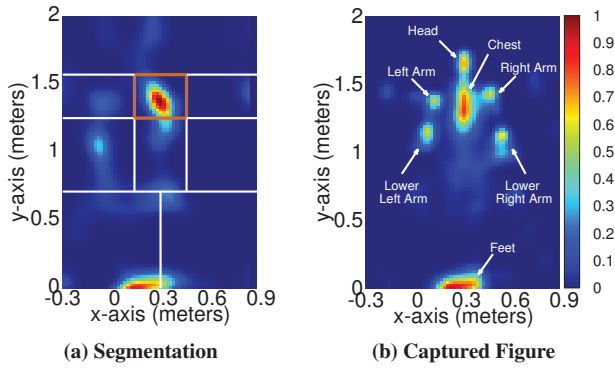 2
1.5
1
0.5
0
-0.3 0 0.3 0.6 0.9
x-axis (meters)
y-axis (meters)
(a) Segmentation
2
1.5
1
0.5
0
-0.3 0 0.3 0.6 0.9
x-axis (meters)
y-axis (meters)
Head
Chest
Left Arm
Right Arm
Lower
Left Arm
Lower
Right Arm
Feet
(b) Captured Figure
1
0.9
0.8
0.7
0.6
0.5
0.4
0.3
0.2
0.1
0